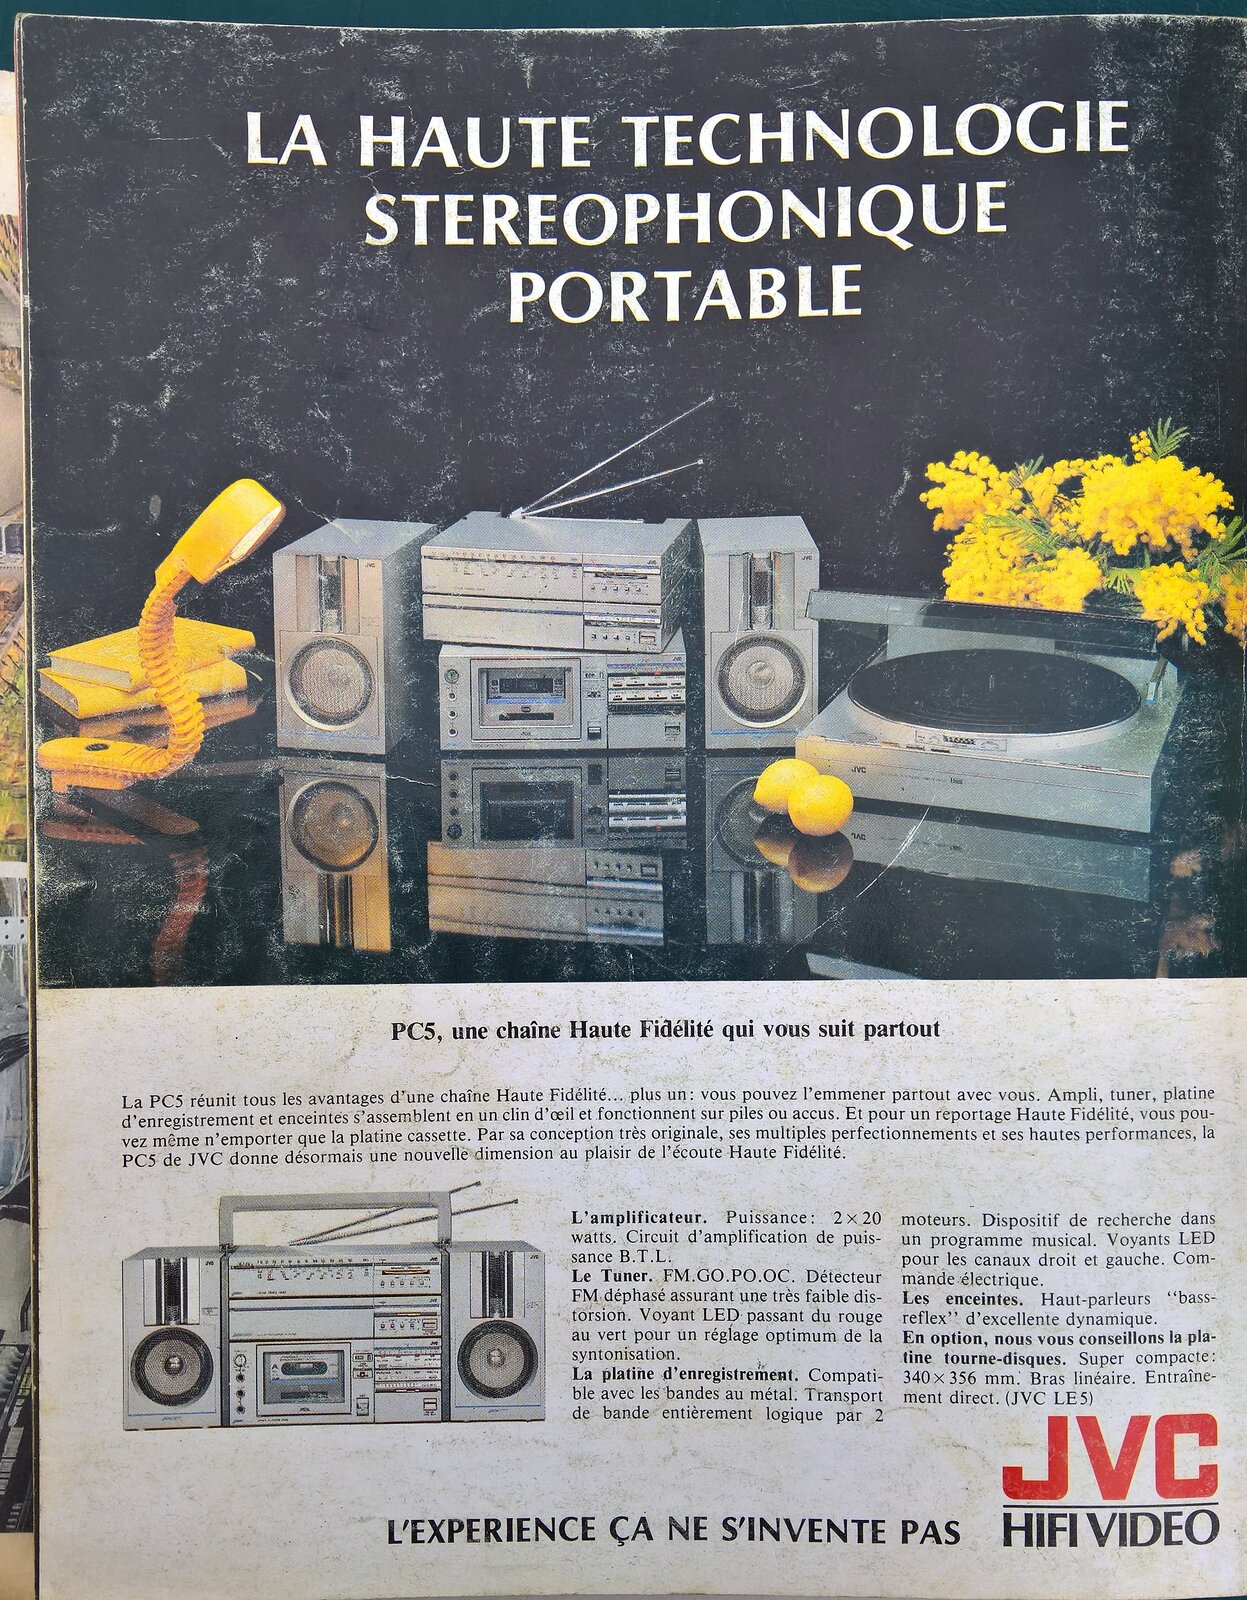 LA HAUTE TECHNOLOGIE
STEREOPHONIQUE
PORTABLE
JVC
JVC
JVC
JVC
JVC
PC5, une chaîne Haute Fidélité qui vous suit partout
La PC5 réunit tous les avantages d'une chaîne Haute Fidélité... plus un: vous pouvez l'emmener partout avec vous. Ampli, tuner, platine
d'enregistrement et enceintes s'assemblent en un clin d'œil et fonctionnent sur piles ou accus. Et pour un reportage Haute Fidélité, vous pou-
vez même n'emporter que la platine cassette. Par sa conception très originale, ses multiples perfectionnements et ses hautes performances, la
PC5 de JVC donne désormais une nouvelle dimension au plaisir de l'écoute Haute Fidélité.
L'amplificateur. Puissance: 2×20
watts. Circuit d'amplification de puis-
sance B.T.L.
Le Tuner. FM.GO.PO.OC. Détecteur
FM déphasé assurant une très faible dis-
torsion. Voyant LED passant du rouge
au vert pour un réglage optimum de la
syntonisation.
La platine d'enregistrement. Compati-
ble avec les bandes au métal. Transport
de bande entièrement logique par 2
moteurs. Dispositif de recherche dans
un programme musical. Voyants LED
pour les canaux droit et gauche. Com-
mande électrique.
Les enceintes. Haut-parleurs "bass-
reflex" d'excellente dynamique.
En option, nous vous conseillons la pla-
tine tourne-disques. Super compacte:
340×356 mm. Bras linéaire. Entraîne-
ment direct. (JVC LE5)
JVC
HIFI VIDEO
L'EXPERIENCE ÇA NE S'INVENTE PAS